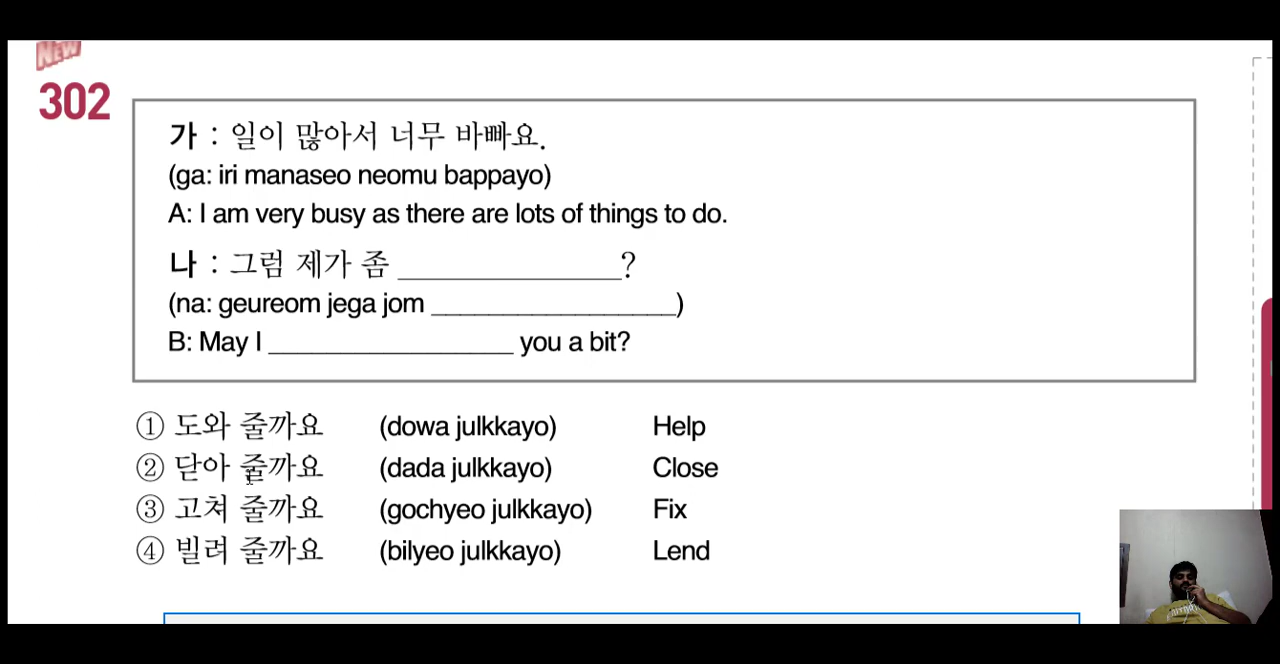 NEW
302
가 : 일이 많아서 너무 바빠요.
(ga: iri manaseo neomu bappayo)
A: I am very busy as there are lots of things to do.
나 : 그럼 제가 좀 ________________?
(na: geureom jega jom ________________)
B: May I ________________ you a bit?
① 도와 줄까요 (dowa julkkayo) Help
② 닫아 줄까요 (dada julkkayo) Close
③ 고쳐 줄까요 (gochyeo julkkayo) Fix
④ 빌려 줄까요 (bilyeo julkkayo) Lend